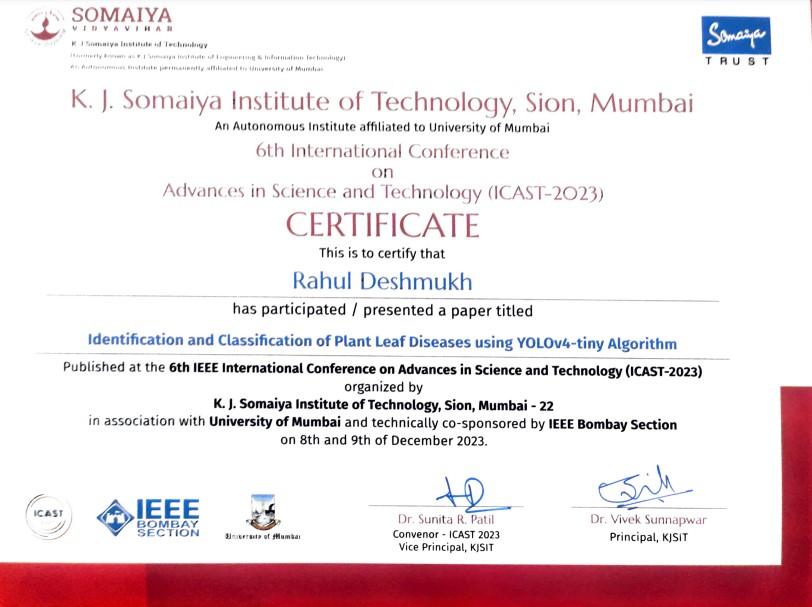 SOMAIYA
VIDYAVIHAR
K J Somaiya Institute of Technology
(Formerly known as K J Somaiya Institute of Engineering & Information Technology)
An Autonomous Institute permanently affiliated to University of Mumbai
Somaiya
TRUST
K. J. Somaiya Institute of Technology, Sion, Mumbai
An Autonomous Institute affiliated to University of Mumbai
6th International Conference
on
Advances in Science and Technology (ICAST-2023)
CERTIFICATE
This is to certify that
Rahul Deshmukh
has participated / presented a paper titled
Identification and Classification of Plant Leaf Diseases using YOLOv4-tiny Algorithm
Published at the 6th IEEE International Conference on Advances in Science and Technology (ICAST-2023)
organized by
K. J. Somaiya Institute of Technology, Sion, Mumbai - 22
in association with University of Mumbai and technically co-sponsored by IEEE Bombay Section
on 8th and 9th of December 2023.
ICAST
IEEE
BOMBAY
SECTION
University of Mumbai
Dr. Sunita R. Patil
Convenor - ICAST 2023
Vice Principal, KJSIT
Dr. Vivek Sunnapwar
Principal, KJSIT